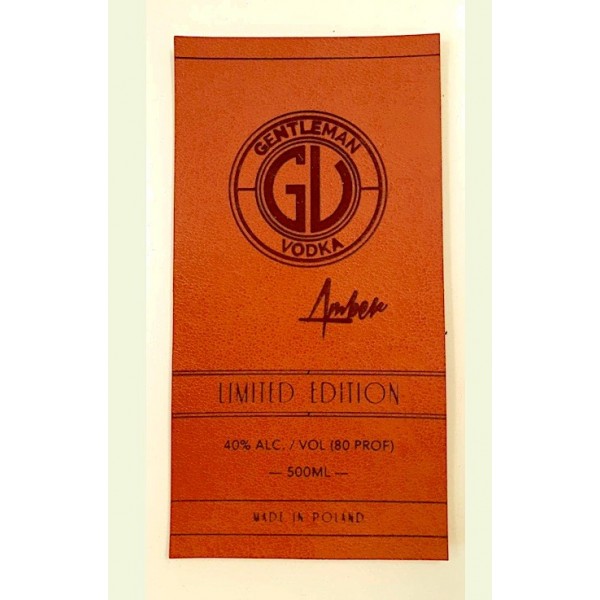 GENTLEMAN
GV
VODKA
Amber
LIMITED EDITION
40% ALC. / VOL (80 PROF)
— 500ML —
MADE IN POLAND